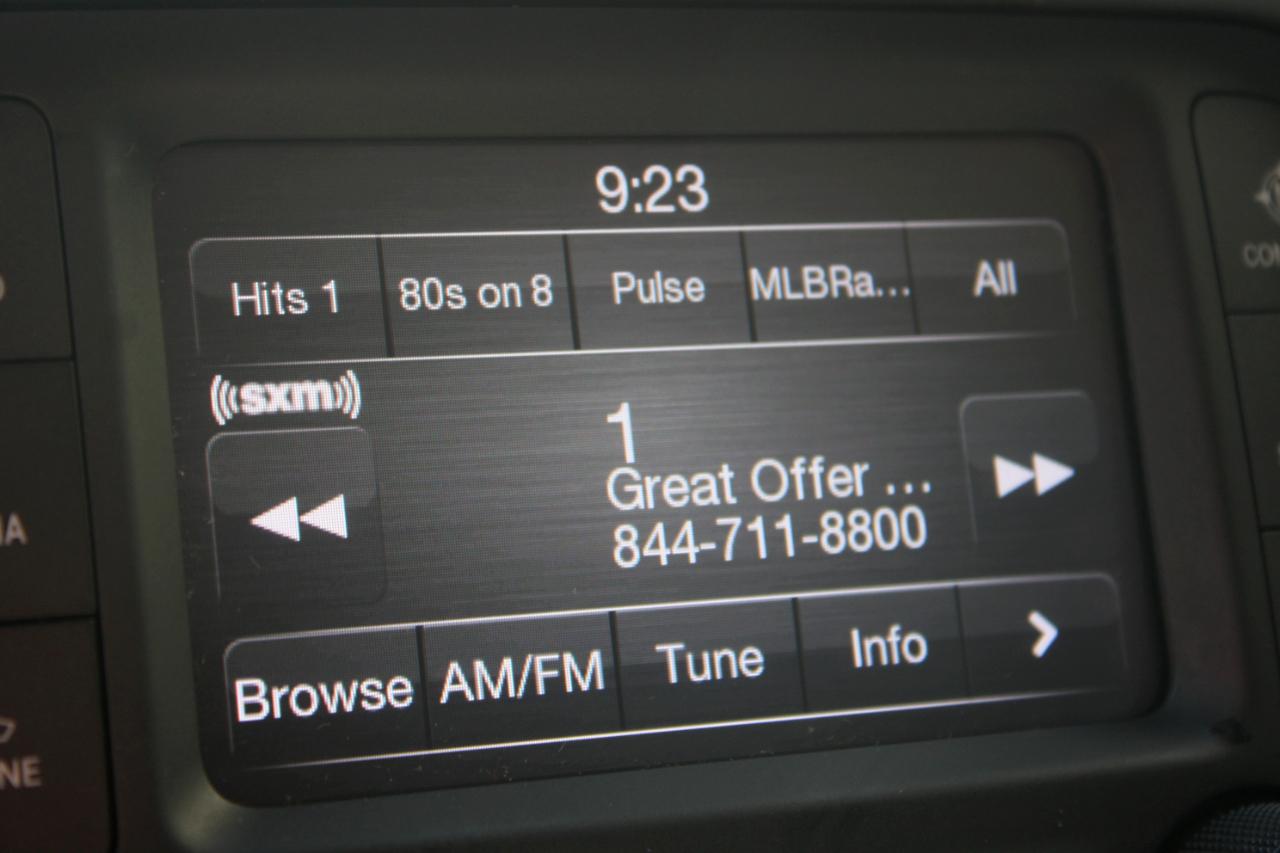 9:23
Hits 1 80s on 8 Pulse MLBRa... All
((sxm))
1
Great Offer ...
844-711-8800
Browse AM/FM Tune Info